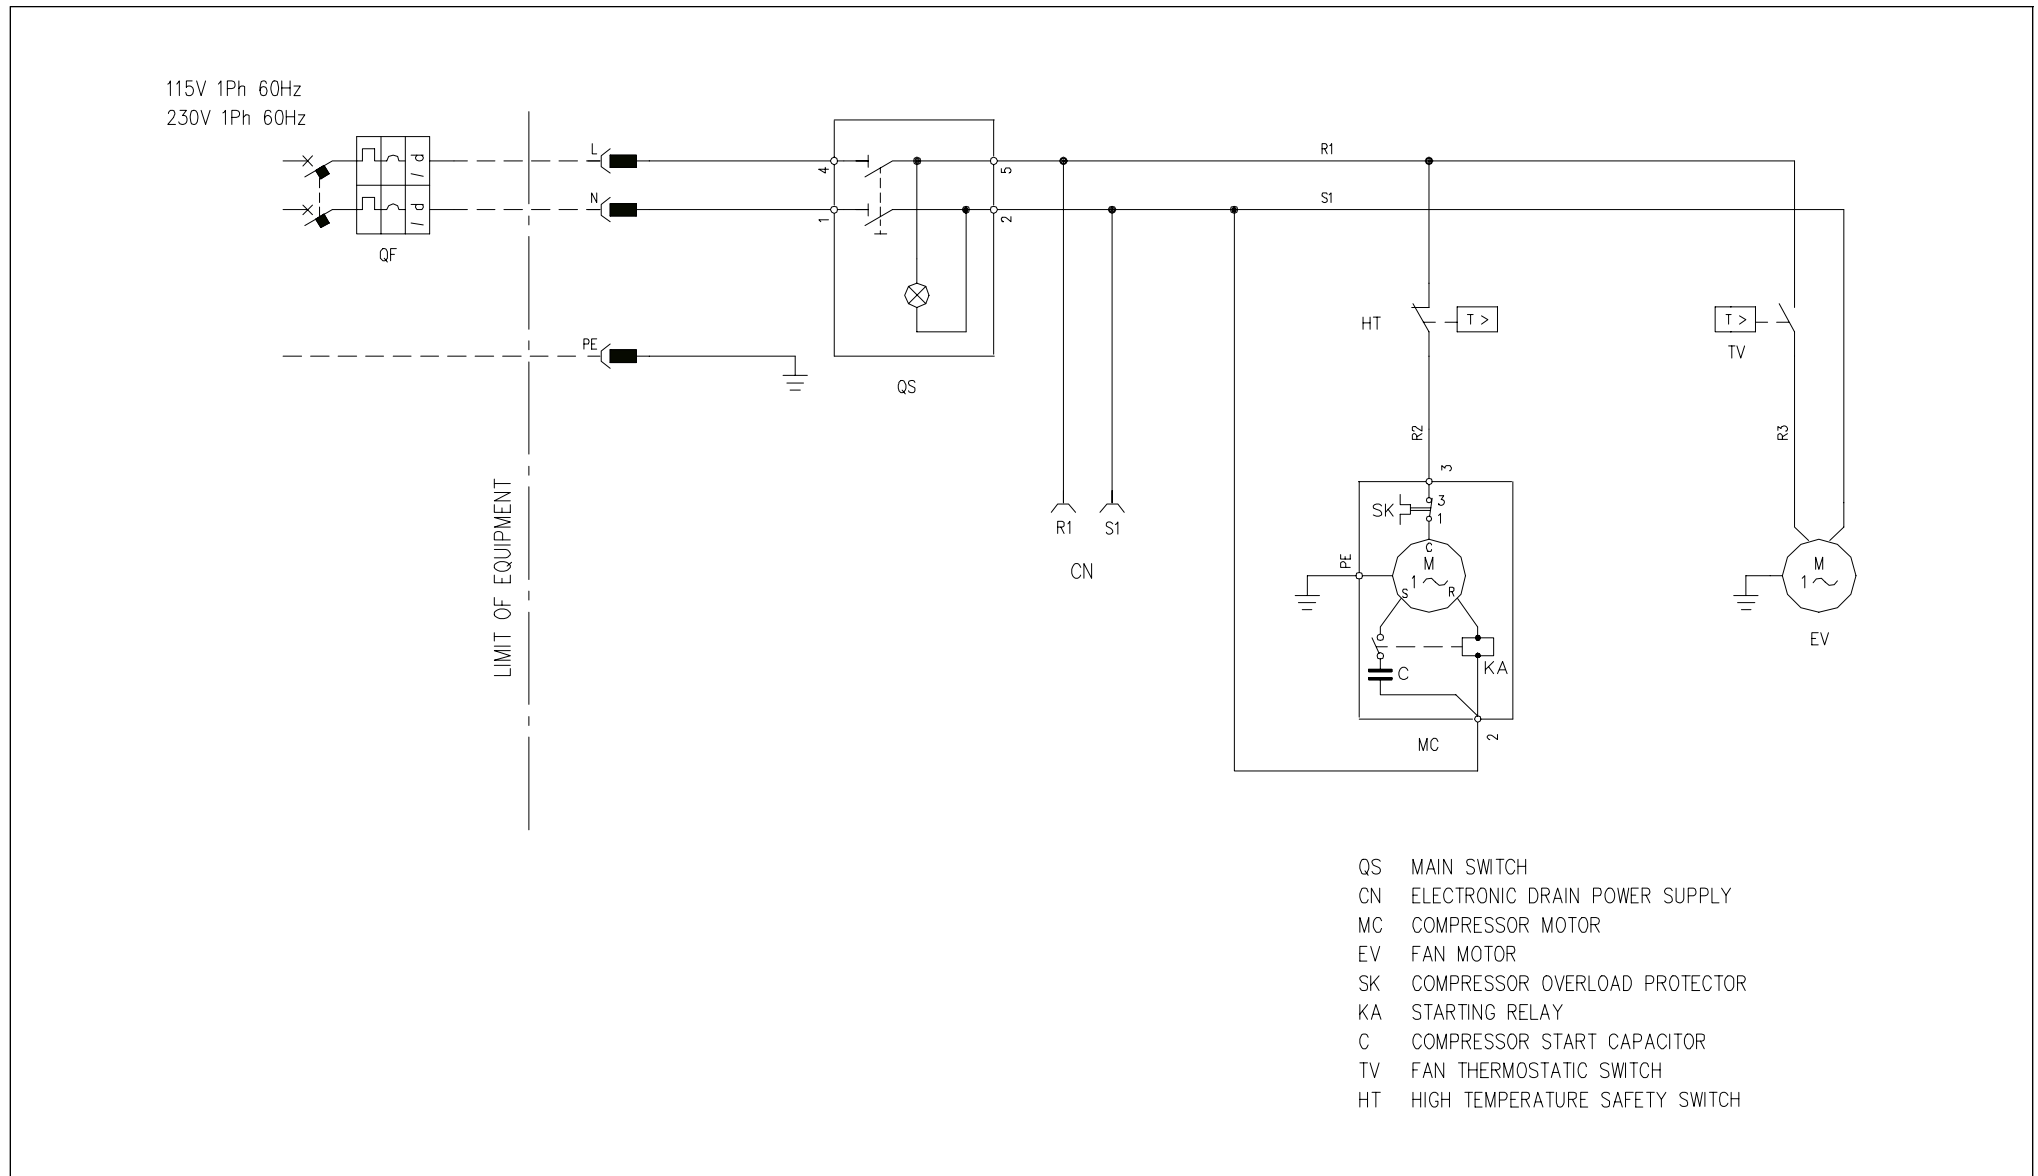 115V 1Ph 60Hz
230V 1Ph 60Hz
L
N
QF
I d
I d
PE
LIMIT OF EQUIPMENT
4
1
5
2
QS
R1
S1
R1 S1
CN
HT
T >
R2
3
SK
3
1
C
M
1
S
R
PE
C
KA
MC
2
T >
TV
R3
M
1
EV
QS MAIN SWITCH
CN ELECTRONIC DRAIN POWER SUPPLY
MC COMPRESSOR MOTOR
EV FAN MOTOR
SK COMPRESSOR OVERLOAD PROTECTOR
KA STARTING RELAY
C COMPRESSOR START CAPACITOR
TV FAN THERMOSTATIC SWITCH
HT HIGH TEMPERATURE SAFETY SWITCH